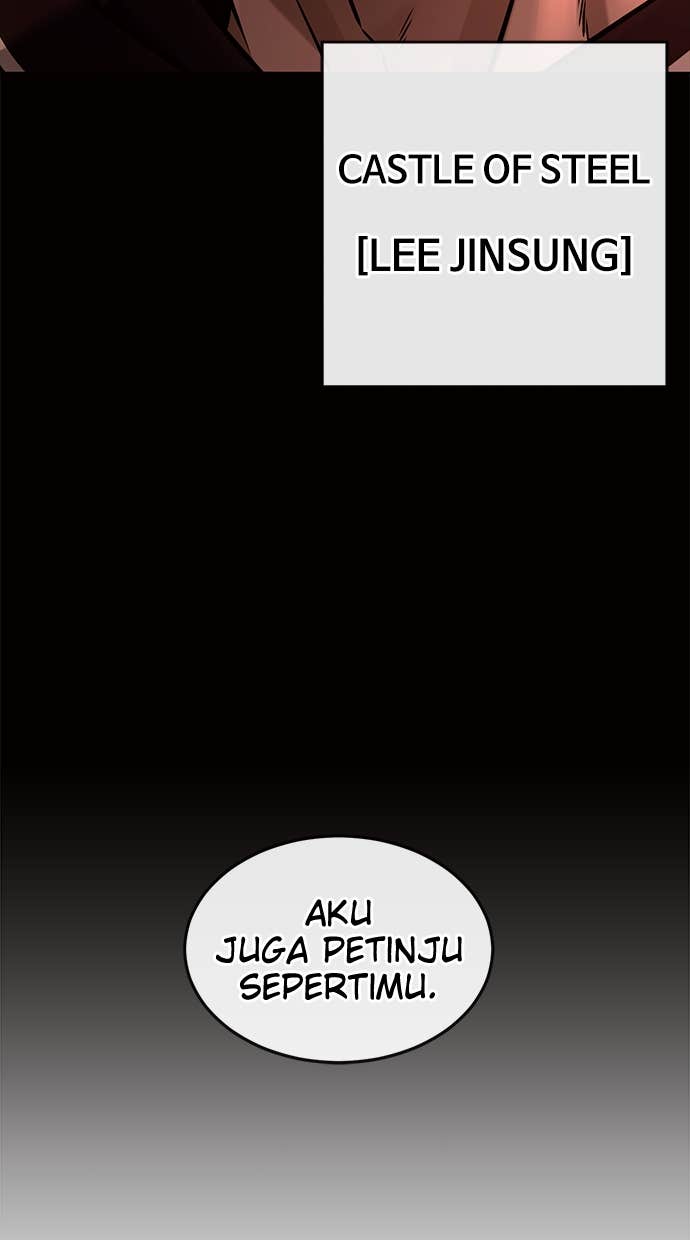 CASTLE OF STEEL
[LEE JINSUNG]
AKU
JUGA PETINJU
SEPERTIMU.